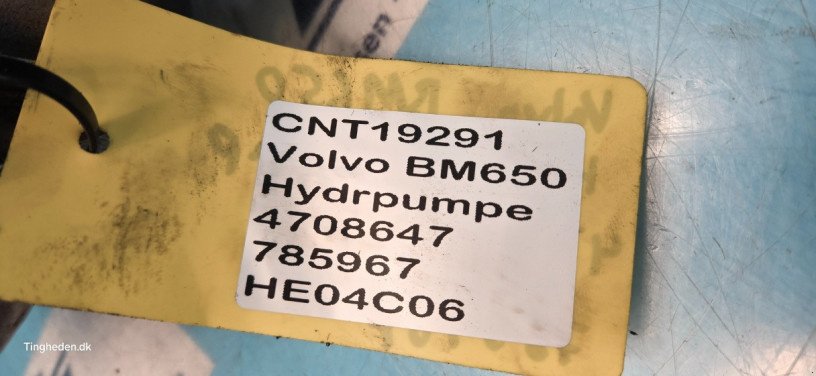 CNT19291
Volvo BM650
Hydrpumpe
4708647
785967
HE04C06
Tingheden.dk